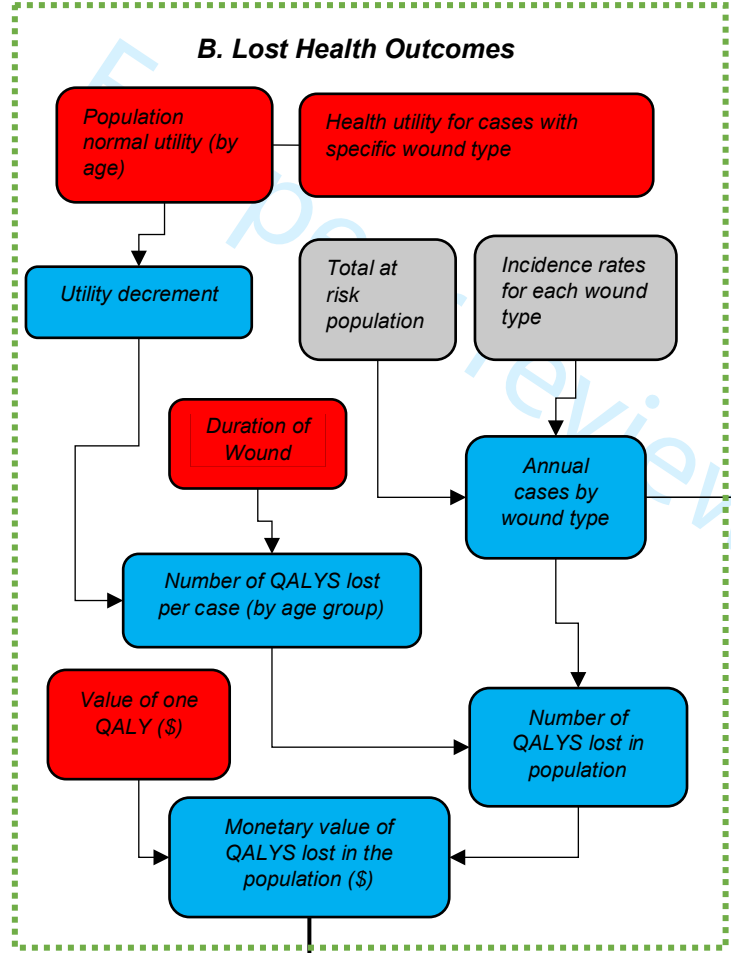 B. Lost Health Outcomes
Population
normal utility (by
age)
Health utility for cases with
specific wound type
Utility decrement
Total at
risk
population
Incidence rates
for each wound
type
Duration of
Wound
Annual
cases by
wound type
Number of QALYS lost
per case (by age group)
Value of one
QALY ($)
Number of
QALYS lost in
population
Monetary value of
QALYS lost in the
population ($)